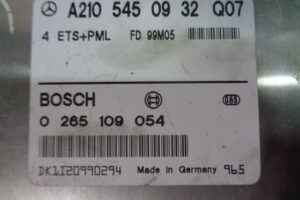 A210 545 09 32 Q07
4 ETS+PML FD 99M05
BOSCH
0 265 109 054
DK1I20990294 Made in Germany 965